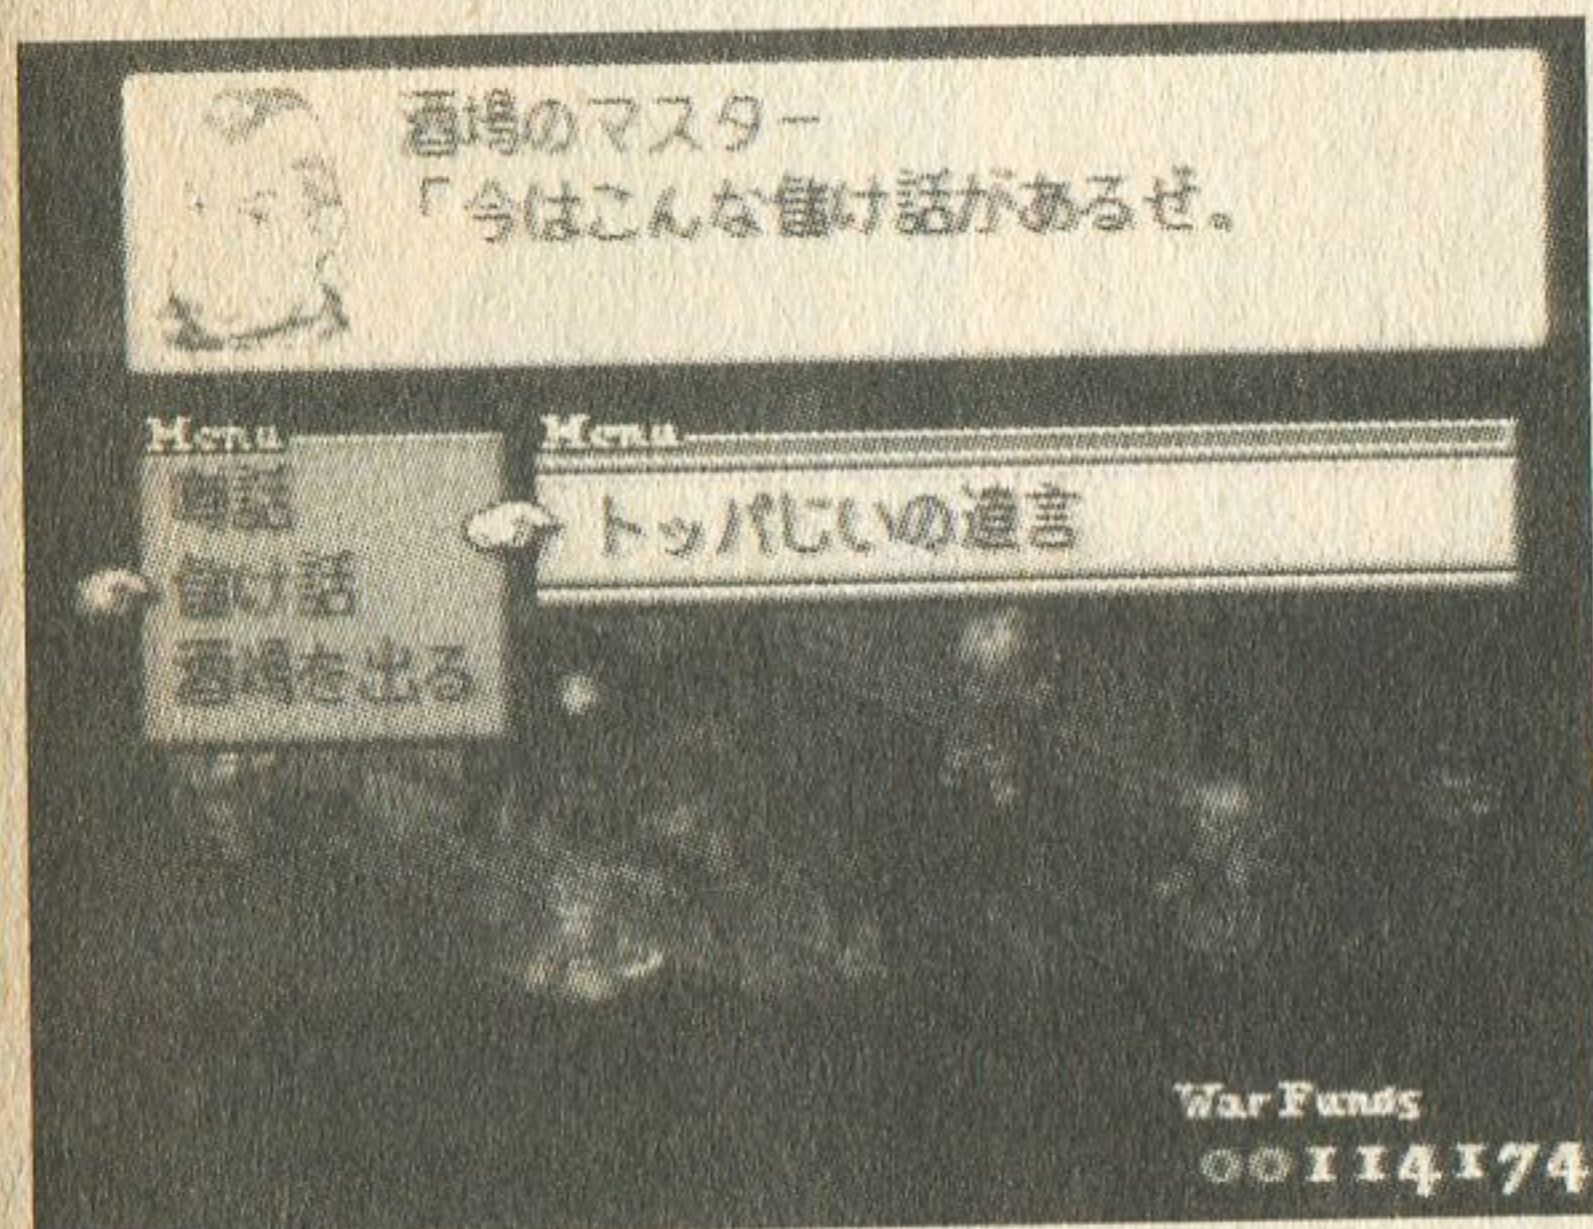 酒場のマスター
「今はこんな儲け話があるぜ。
Menu
噂話
儲け話
酒場を出る
Menu
トッパじいの遺言
War Funds
00114174